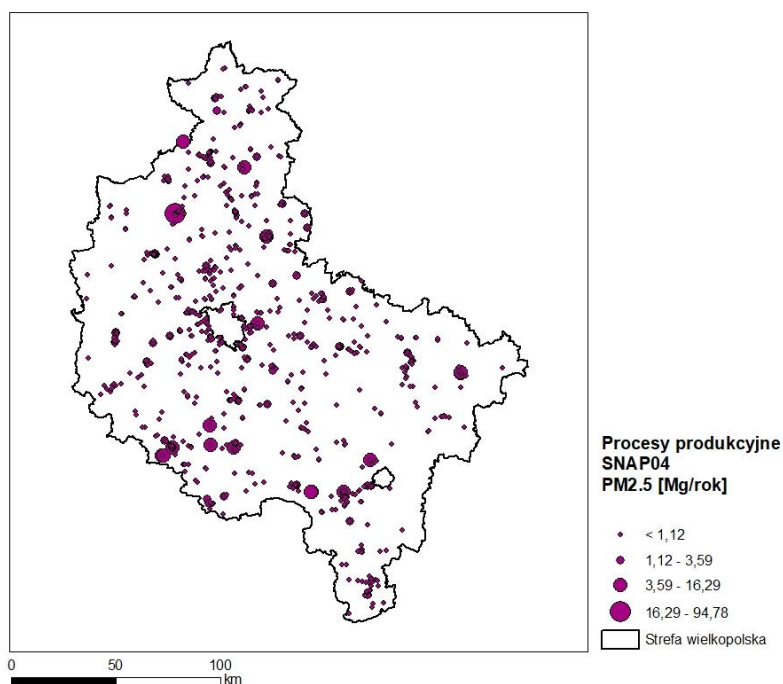 Procesy produkcyjne
SNAP04
PM2.5 [Mg/rok]
< 1,12
1,12 - 3,59
3,59 - 16,29
16,29 - 94,78
Strefa wielkopolska
0 50 100
km